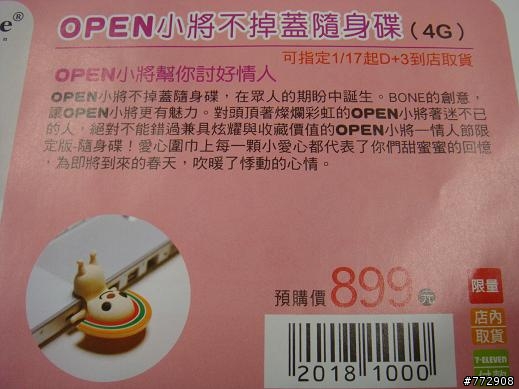 e®
n
OPEN小將不掉蓋隨身碟(4G)
可指定1/17起D+3到店取貨
OPEN小將幫你討好情人
OPEN小將不掉蓋隨身碟，在眾人的期盼中誕生。BONE的創意，
讓OPEN小將更有魅力。對頭頂著燦爛彩虹的OPEN小將著迷不已
的人，絕對不能錯過兼具炫耀與收藏價值的OPEN小將一情人節限
定版-隨身碟！愛心圍巾上每一顆小愛心都代表了你們甜蜜蜜的回憶
，為即將到來的春天，吹暖了悸動的心情。
預購價899元
限量
店內
取貨
7-ELEVEN
付款
2018 1000
#772908